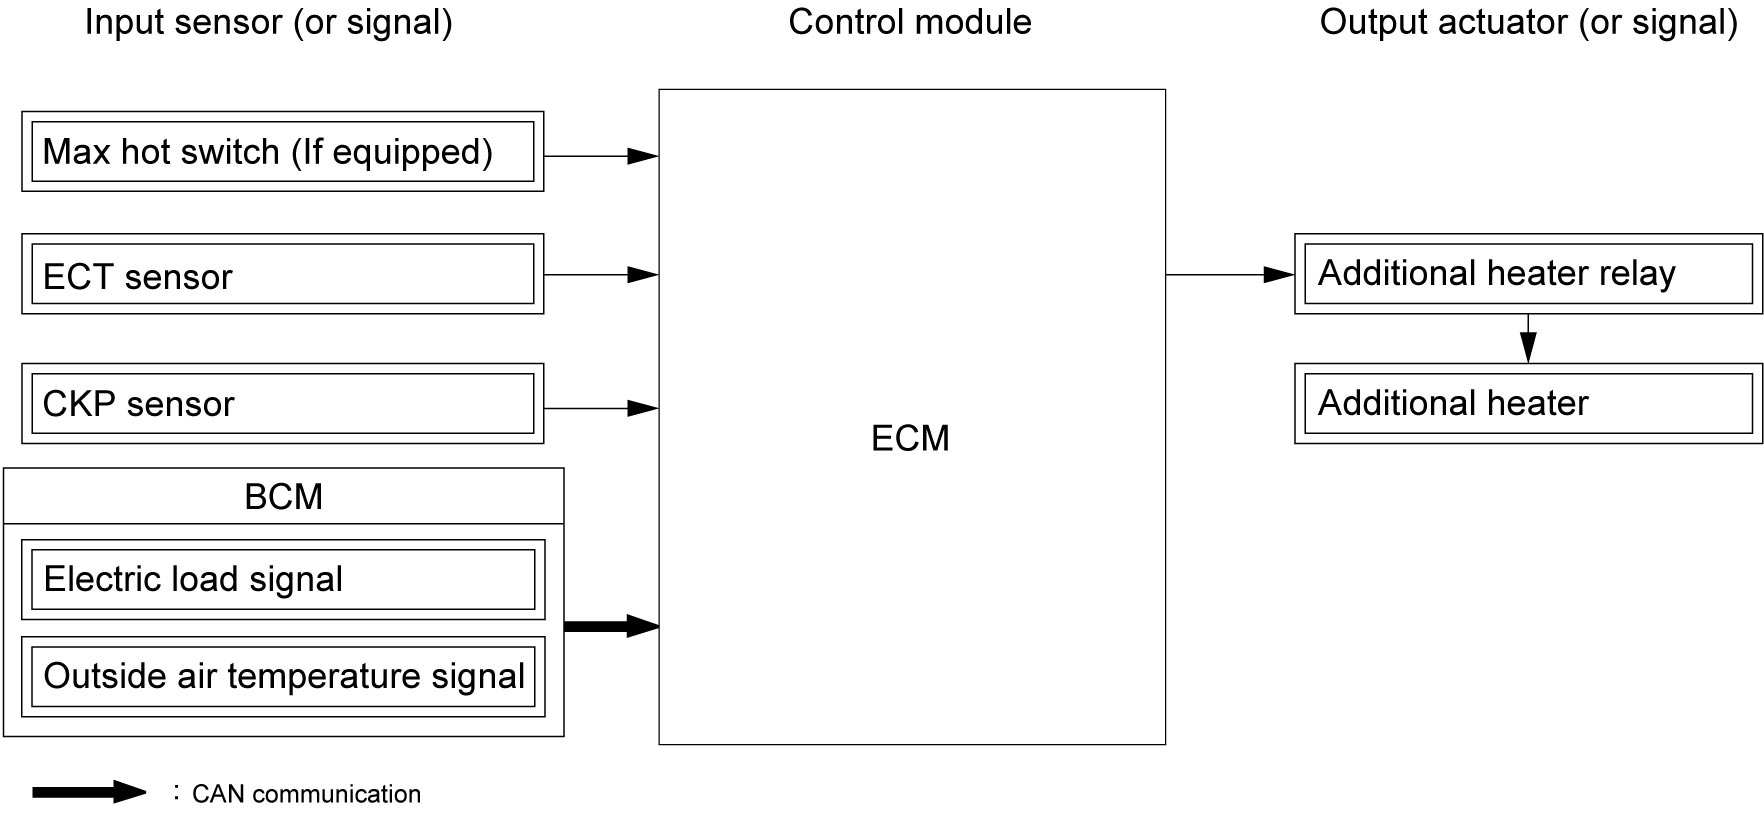 Input sensor (or signal)
Control module
Output actuator (or signal)
Max hot switch (If equipped)
ECT sensor
CKP sensor
BCM
Electric load signal
Outside air temperature signal
ECM
Additional heater relay
Additional heater
: CAN communication